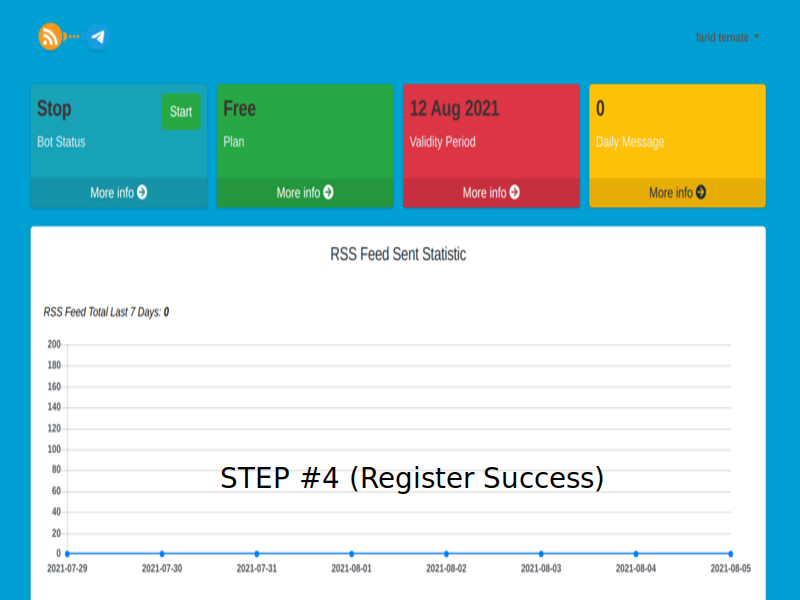 farid ternate
Stop
Start
Bot Status
More info
Free
Plan
More info
12 Aug 2021
Validity Period
More info
0
Daily Message
More info
RSS Feed Sent Statistic
RSS Feed Total Last 7 Days: 0
200
180
160
140
120
100
80
60
40
20
0
STEP #4 (Register Success)
2021-07-29 2021-07-30 2021-07-31 2021-08-01 2021-08-02 2021-08-03 2021-08-04 2021-08-05